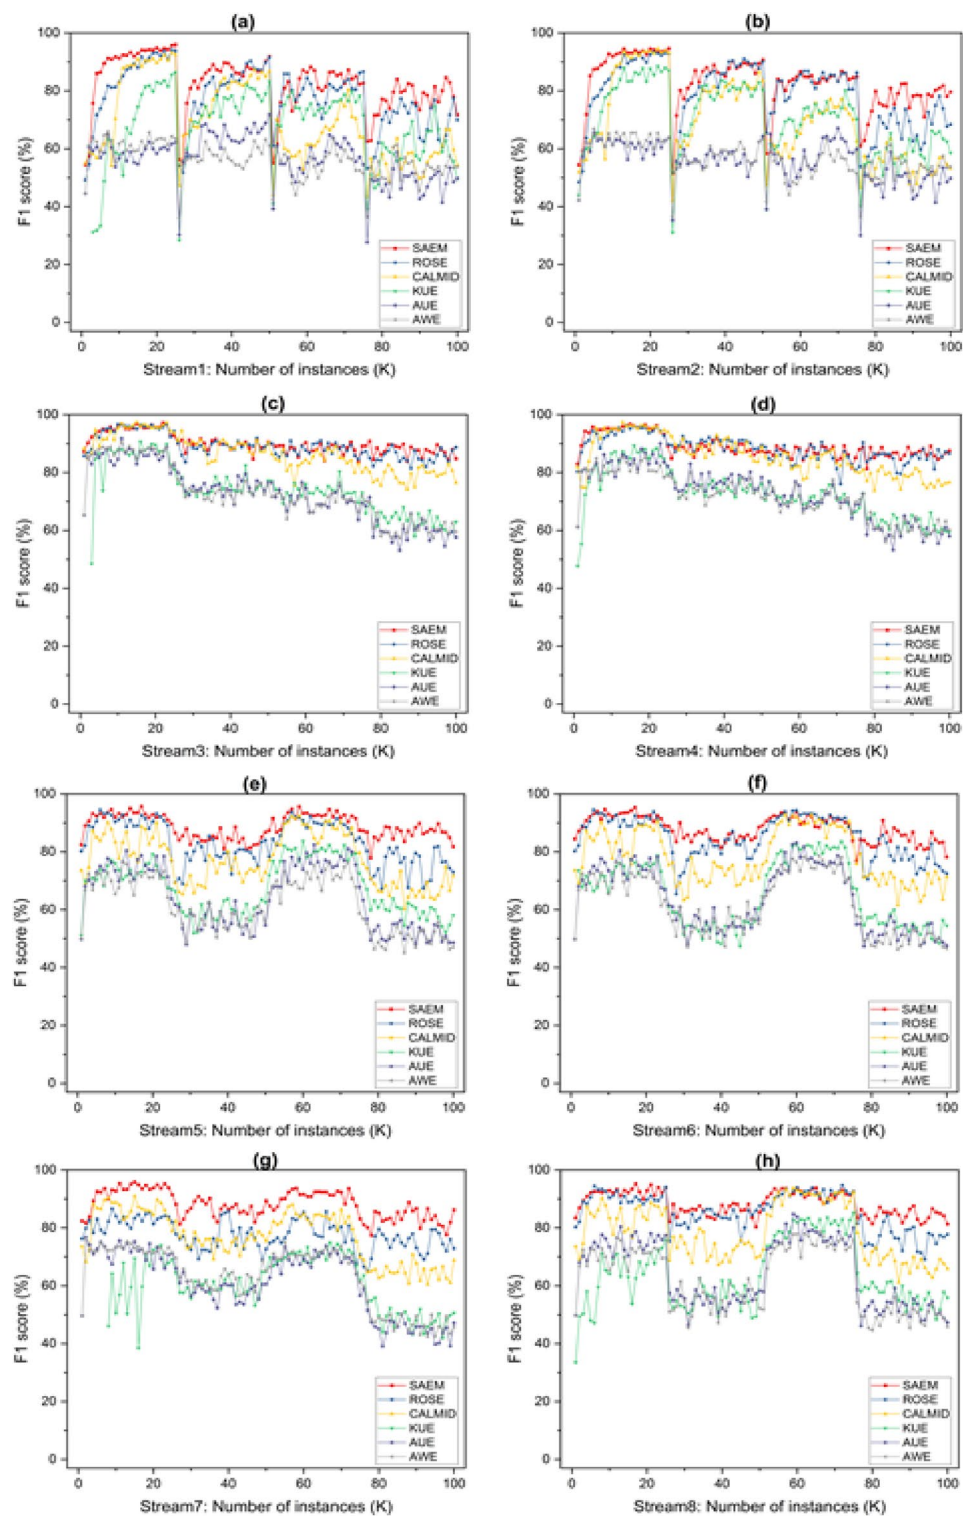 (a)
(b)
100
80
60
40
20
0
F1 score (%)
SAEM
ROSE
CALMID
KUE
AUE
AWE
0 20 40 60 80 100
Stream1: Number of instances (K)
100
80
60
40
20
0
F1 score (%)
SAEM
ROSE
CALMID
KUE
AUE
AWE
0 20 40 60 80 100
Stream2: Number of instances (K)
(c)
(d)
100
80
60
40
20
0
F1 score (%)
SAEM
ROSE
CALMID
KUE
AUE
AWE
0 20 40 60 80 100
Stream3: Number of instances (K)
100
80
60
40
20
0
F1 score (%)
SAEM
ROSE
CALMID
KUE
AUE
AWE
0 20 40 60 80 100
Stream4: Number of instances (K)
(e)
(f)
100
80
60
40
20
0
F1 score (%)
SAEM
ROSE
CALMID
KUE
AUE
AWE
0 20 40 60 80 100
Stream5: Number of instances (K)
100
80
60
40
20
0
F1 score (%)
SAEM
ROSE
CALMID
KUE
AUE
AWE
0 20 40 60 80 100
Stream6: Number of instances (K)
(g)
(h)
100
80
60
40
20
0
F1 score (%)
SAEM
ROSE
CALMID
KUE
AUE
AWE
0 20 40 60 80 100
Stream7: Number of instances (K)
100
80
60
40
20
0
F1 score (%)
SAEM
ROSE
CALMID
KUE
AUE
AWE
0 20 40 60 80 100
Stream8: Number of instances (K)